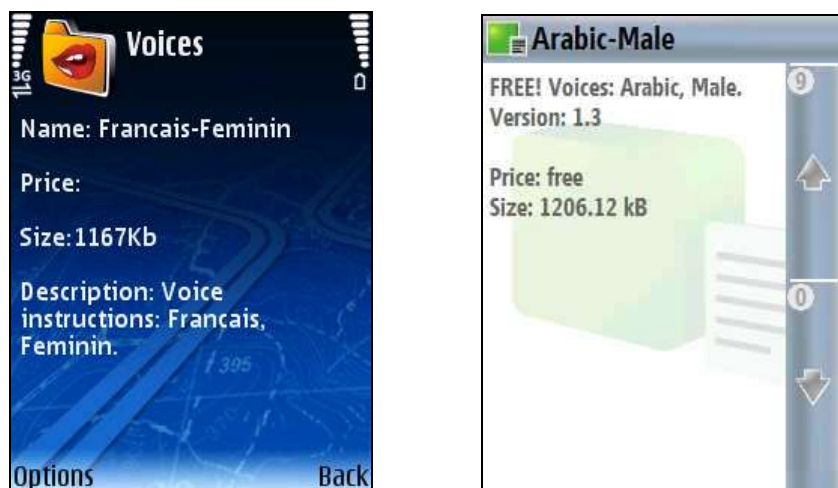 Voices
3G
Name: Francais-Feminin
Price:
Size:1167Kb
Description: Voice
instructions: Francais,
Feminin.
395
Options
Back
Arabic-Male
FREE! Voices: Arabic, Male.
Version: 1.3
Price: free
Size: 1206.12 kB
9
0